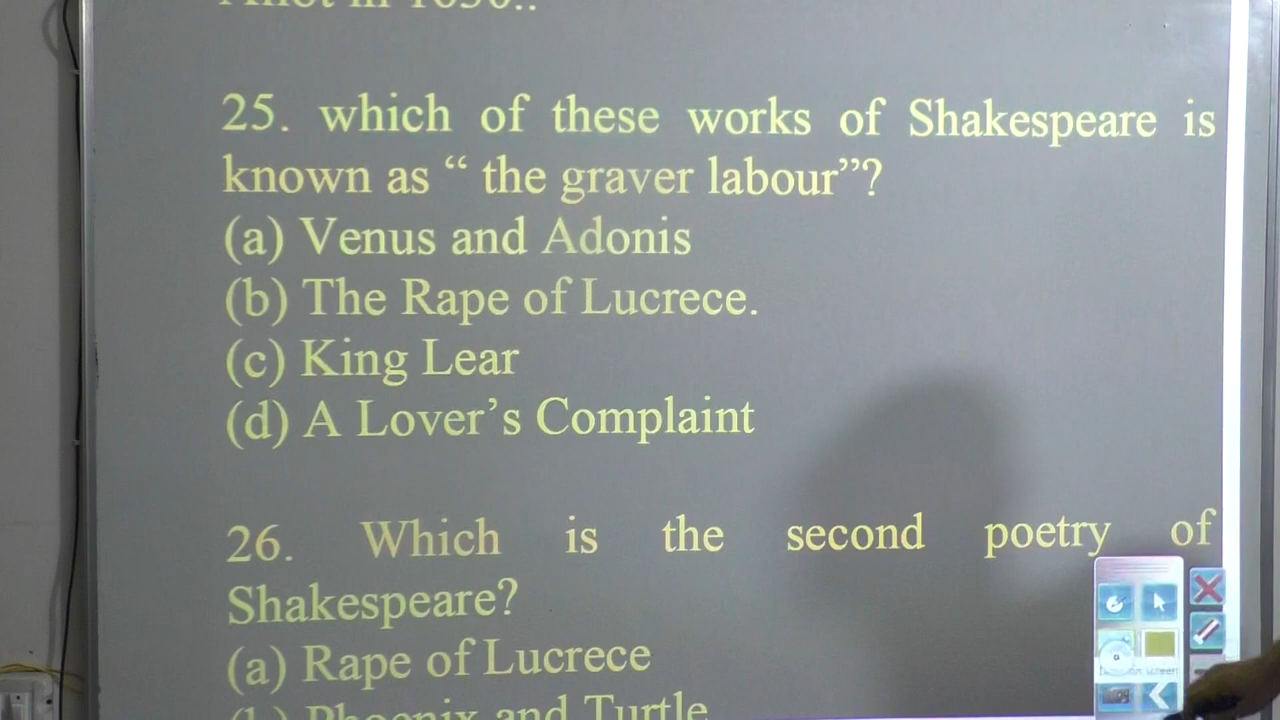 25. which of these works of Shakespeare is
known as “ the graver labour”?
(a) Venus and Adonis
(b) The Rape of Lucrece.
(c) King Lear
(d) A Lover’s Complaint
26. Which is the second poetry of
Shakespeare?
(a) Rape of Lucrece
(b) Phoenix and Turtle